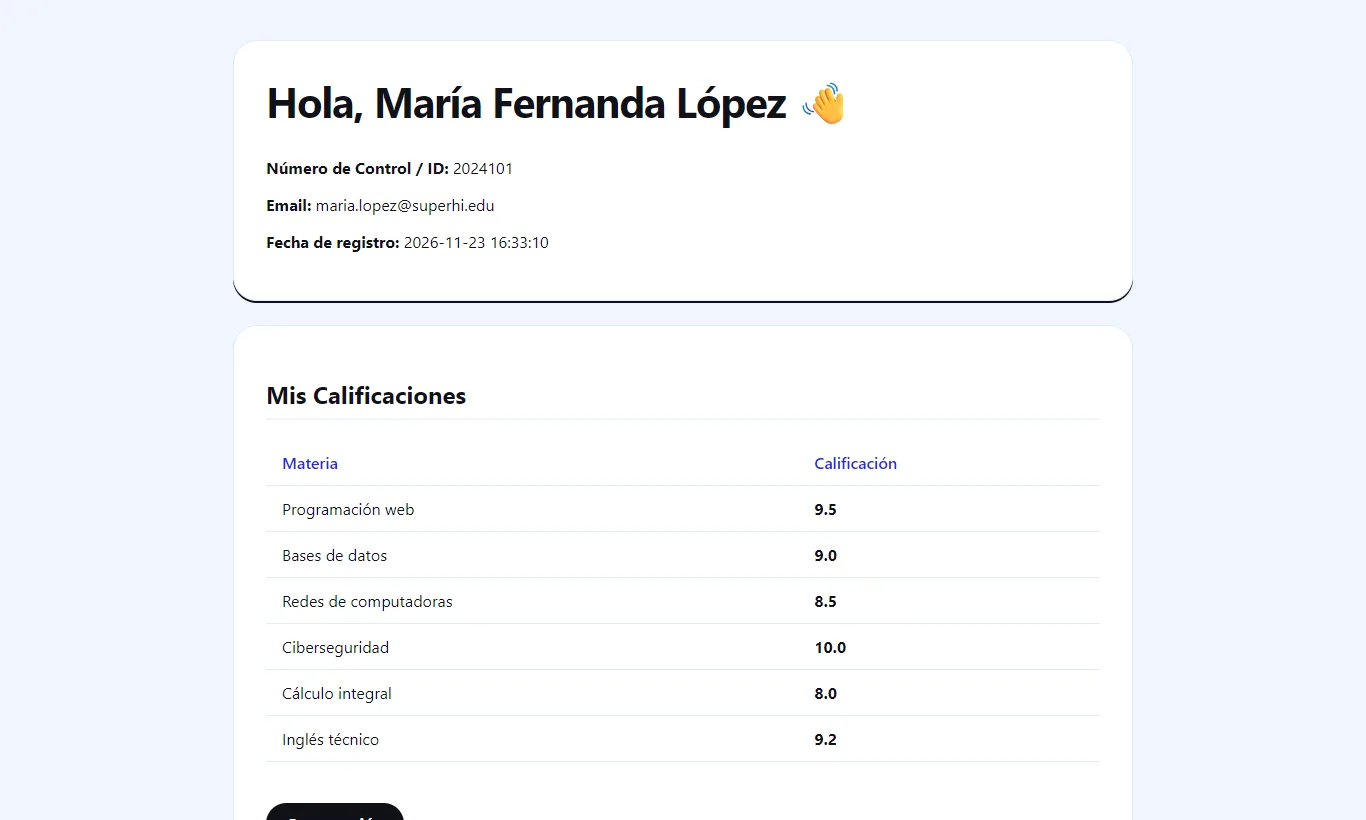 Hola, María Fernanda López 👋
Número de Control / ID: 2024101
Email: maria.lopez@superhi.edu
Fecha de registro: 2026-11-23 16:33:10
Mis Calificaciones
Materia Calificación
Programación web 9.5
Bases de datos 9.0
Redes de computadoras 8.5
Ciberseguridad 10.0
Cálculo integral 8.0
Inglés técnico 9.2